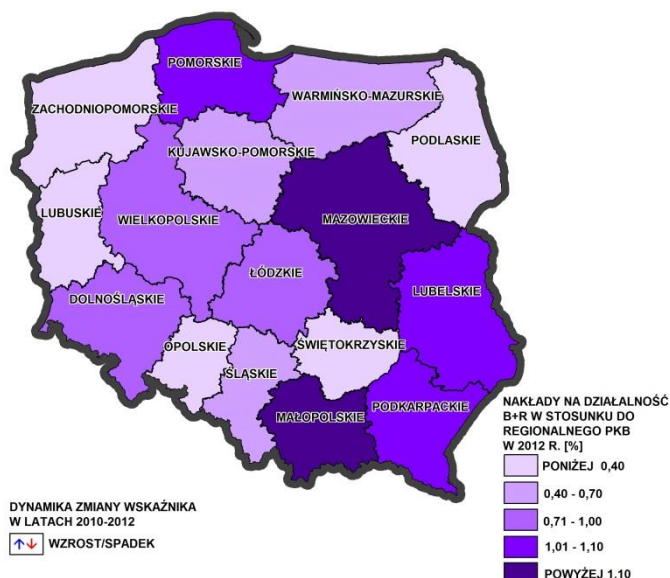 POMORSKIE
WARMIŃSKO-MAZURSKIE
ZACHODNIOPOMORSKIE
PODLASKIE
KUJAWSKO-POMORSKIE
LUBUSKIE
WIELKOPOLSKIE
MAZOWIECKIE
ŁÓDZKIE
LUBELSKIE
DOLNOŚLĄSKIE
OPOLSKIE
ŚWIĘTOKRZYSKIE
ŚLĄSKIE
MAŁOPOLSKIE
PODKARPACKIE
NAKŁADY NA DZIAŁALNOŚĆ
B+R W STOSUNKU DO
REGIONALNEGO PKB
W 2012 R. [%]
PONIŻEJ 0,40
0,40 - 0,70
0,71 - 1,00
1,01 - 1,10
POWYŻEJ 1,10
DYNAMIKA ZMIANY WSKAŹNIKA
W LATACH 2010-2012
WZROST/SPADEK